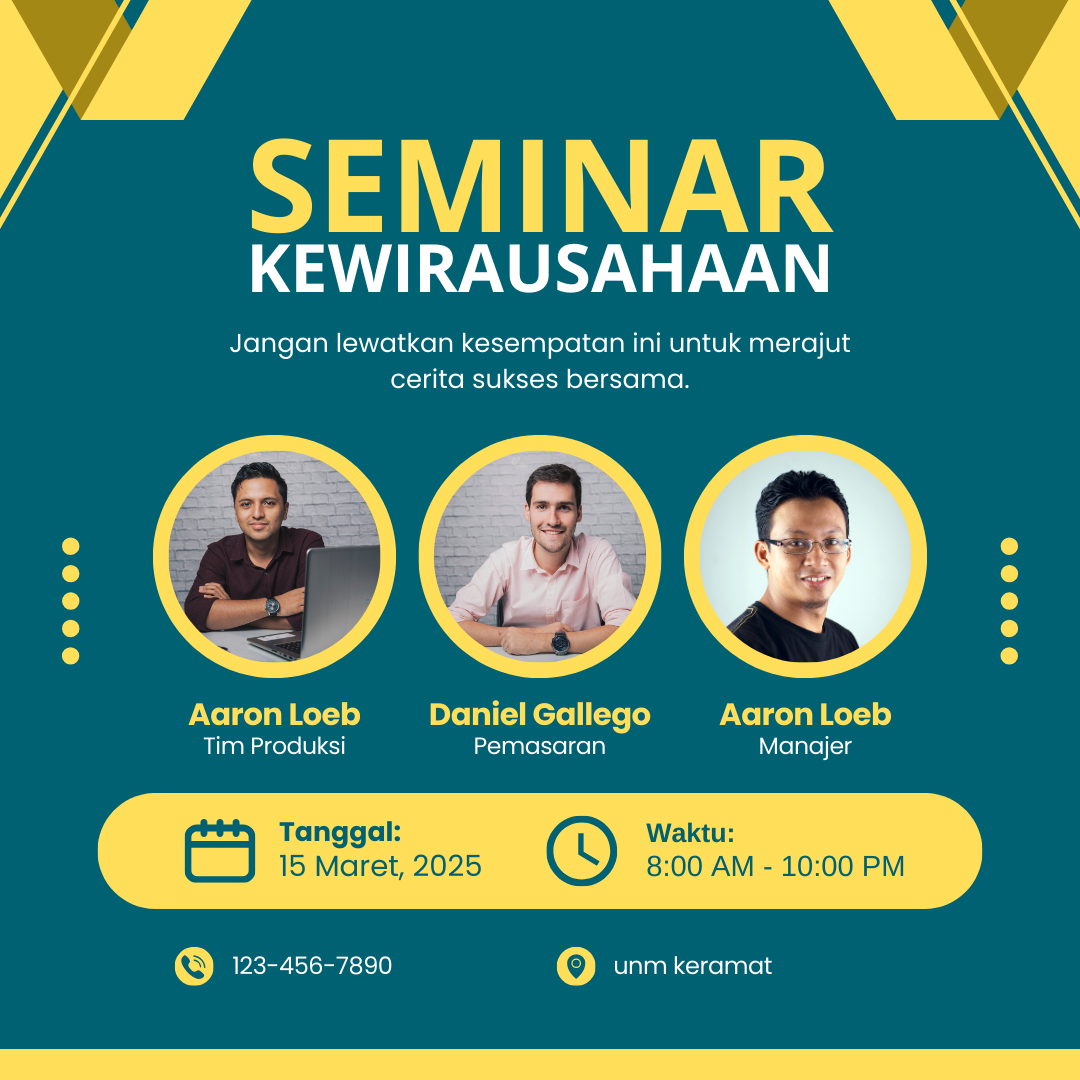 SEMINAR
KEWIRAUSAHAAN
Jangan lewatkan kesempatan ini untuk merajut
cerita sukses bersama.
Aaron Loeb
Tim Produksi
Daniel Gallego
Pemasaran
Aaron Loeb
Manajer
Tanggal:
15 Maret, 2025
Waktu:
8:00 AM - 10:00 PM
123-456-7890
unm keramat